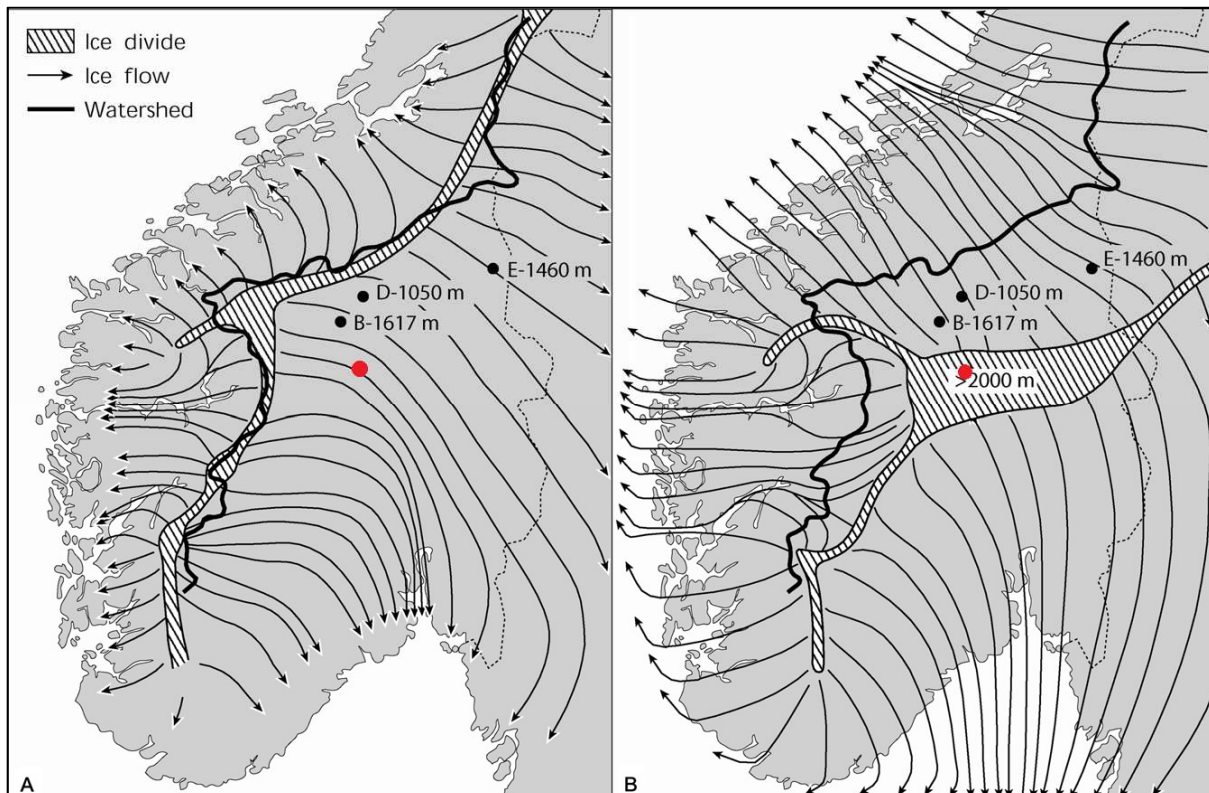 Ice divide
Ice flow
Watershed
E-1460 m
D-1050 m
B-1617 m
A
E-1460 m
D-1050 m
B-1617 m
>2000 m
B